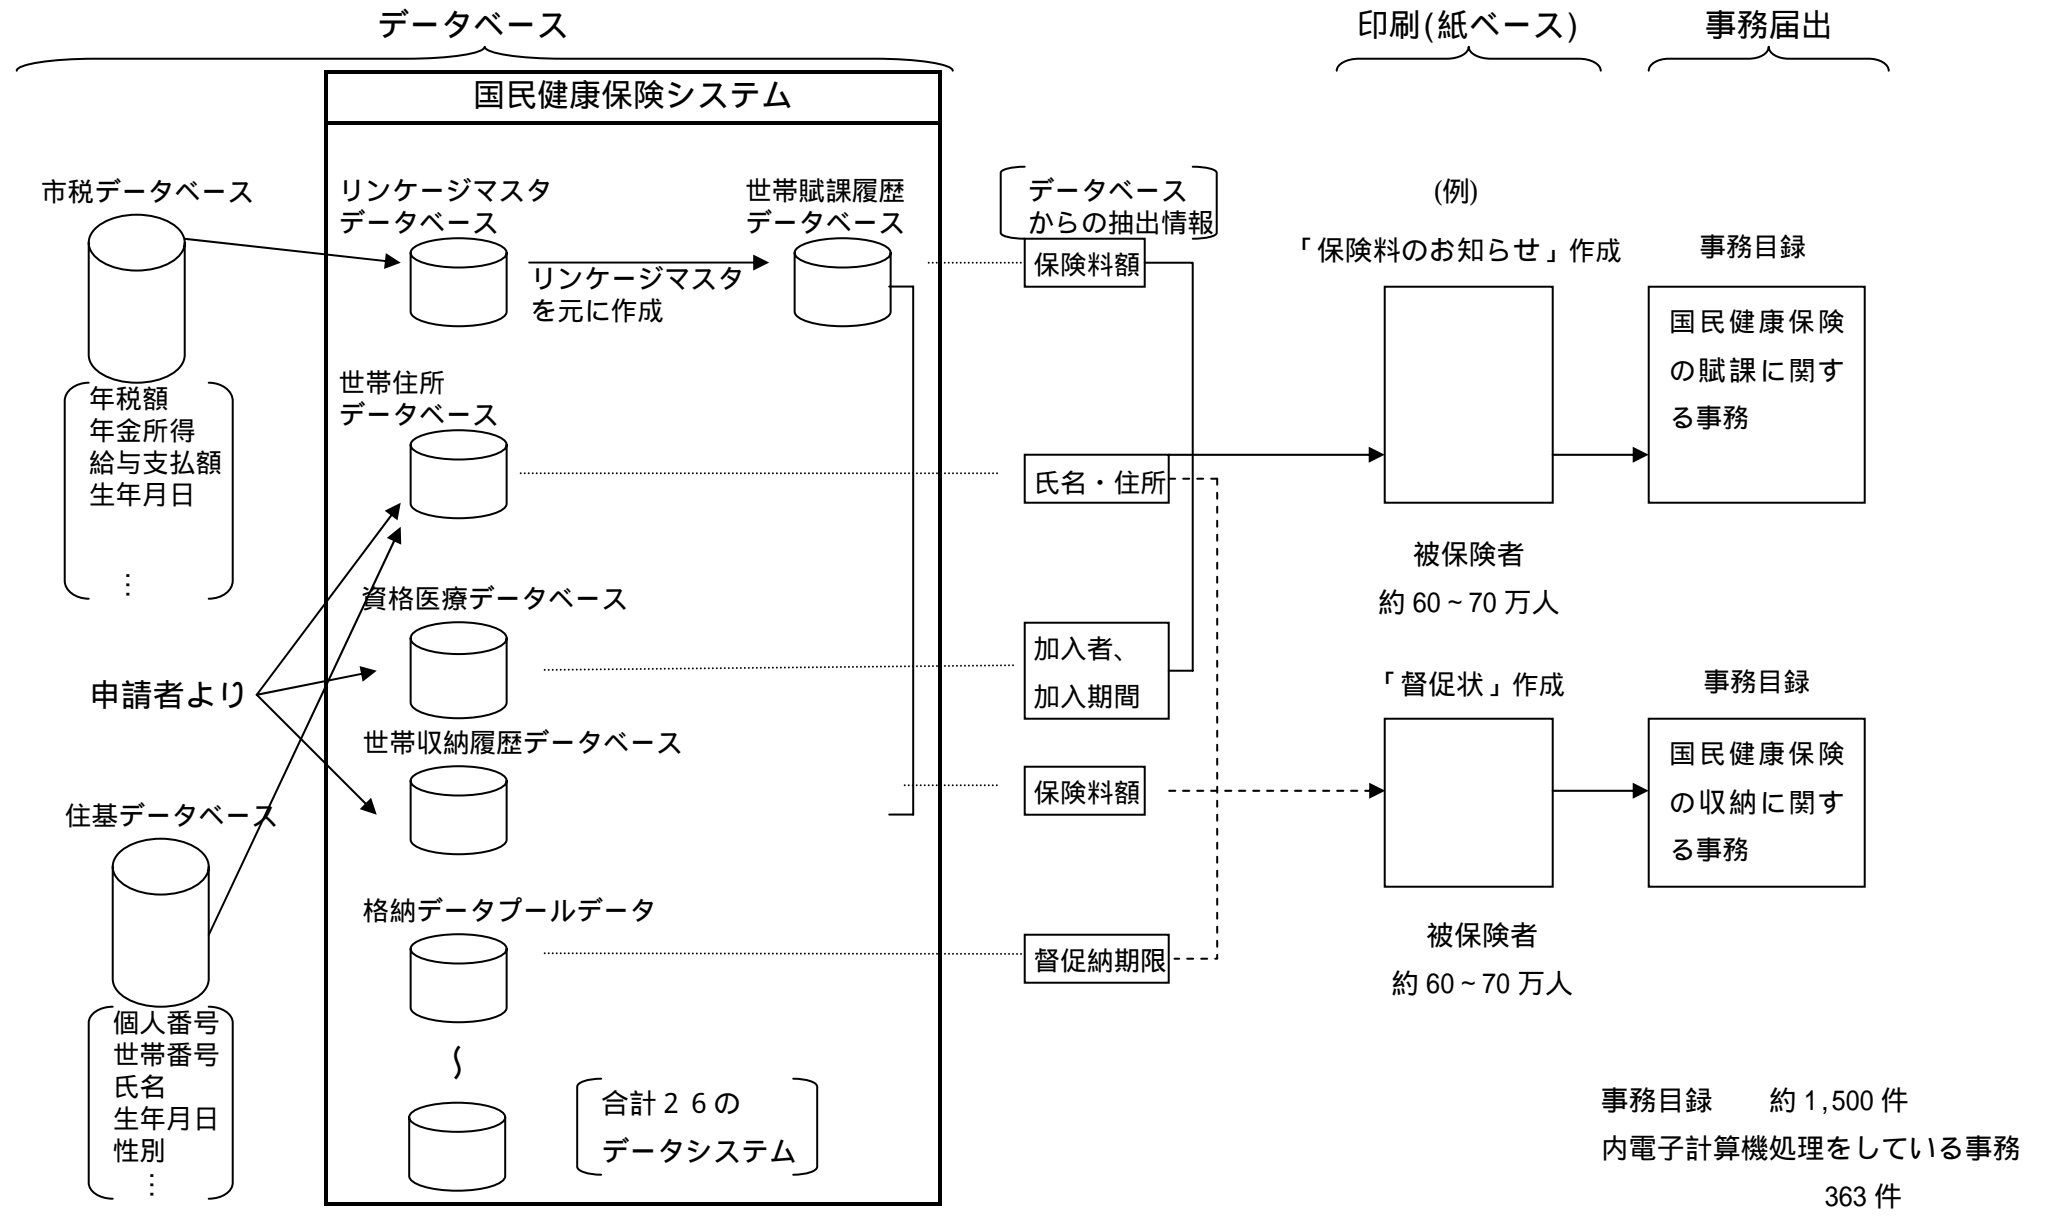 データベース
印刷(紙ベース)
事務届出
国民健康保険システム
市税データベース
年税額
年金所得
給与支払額
生年月日
…
申請者より
住基データベース
個人番号
世帯番号
氏名
生年月日
性別
…
リンケージマスタ
データベース
リンケージマスタ
を元に作成
世帯賦課履歴
データベース
世帯住所
データベース
資格医療データベース
世帯収納履歴データベース
格納データプールデータ
～
合計２６の
データシステム
データベース
からの抽出情報
保険料額
氏名・住所
加入者、
加入期間
保険料額
督促納期限
(例)
「保険料のお知らせ」作成
被保険者
約 60～70 万人
「督促状」作成
被保険者
約 60～70 万人
事務目録
国民健康保険
の賦課に関す
る事務
事務目録
国民健康保険
の収納に関す
る事務
事務目録　　約 1,500 件
内電子計算機処理をしている事務
363 件